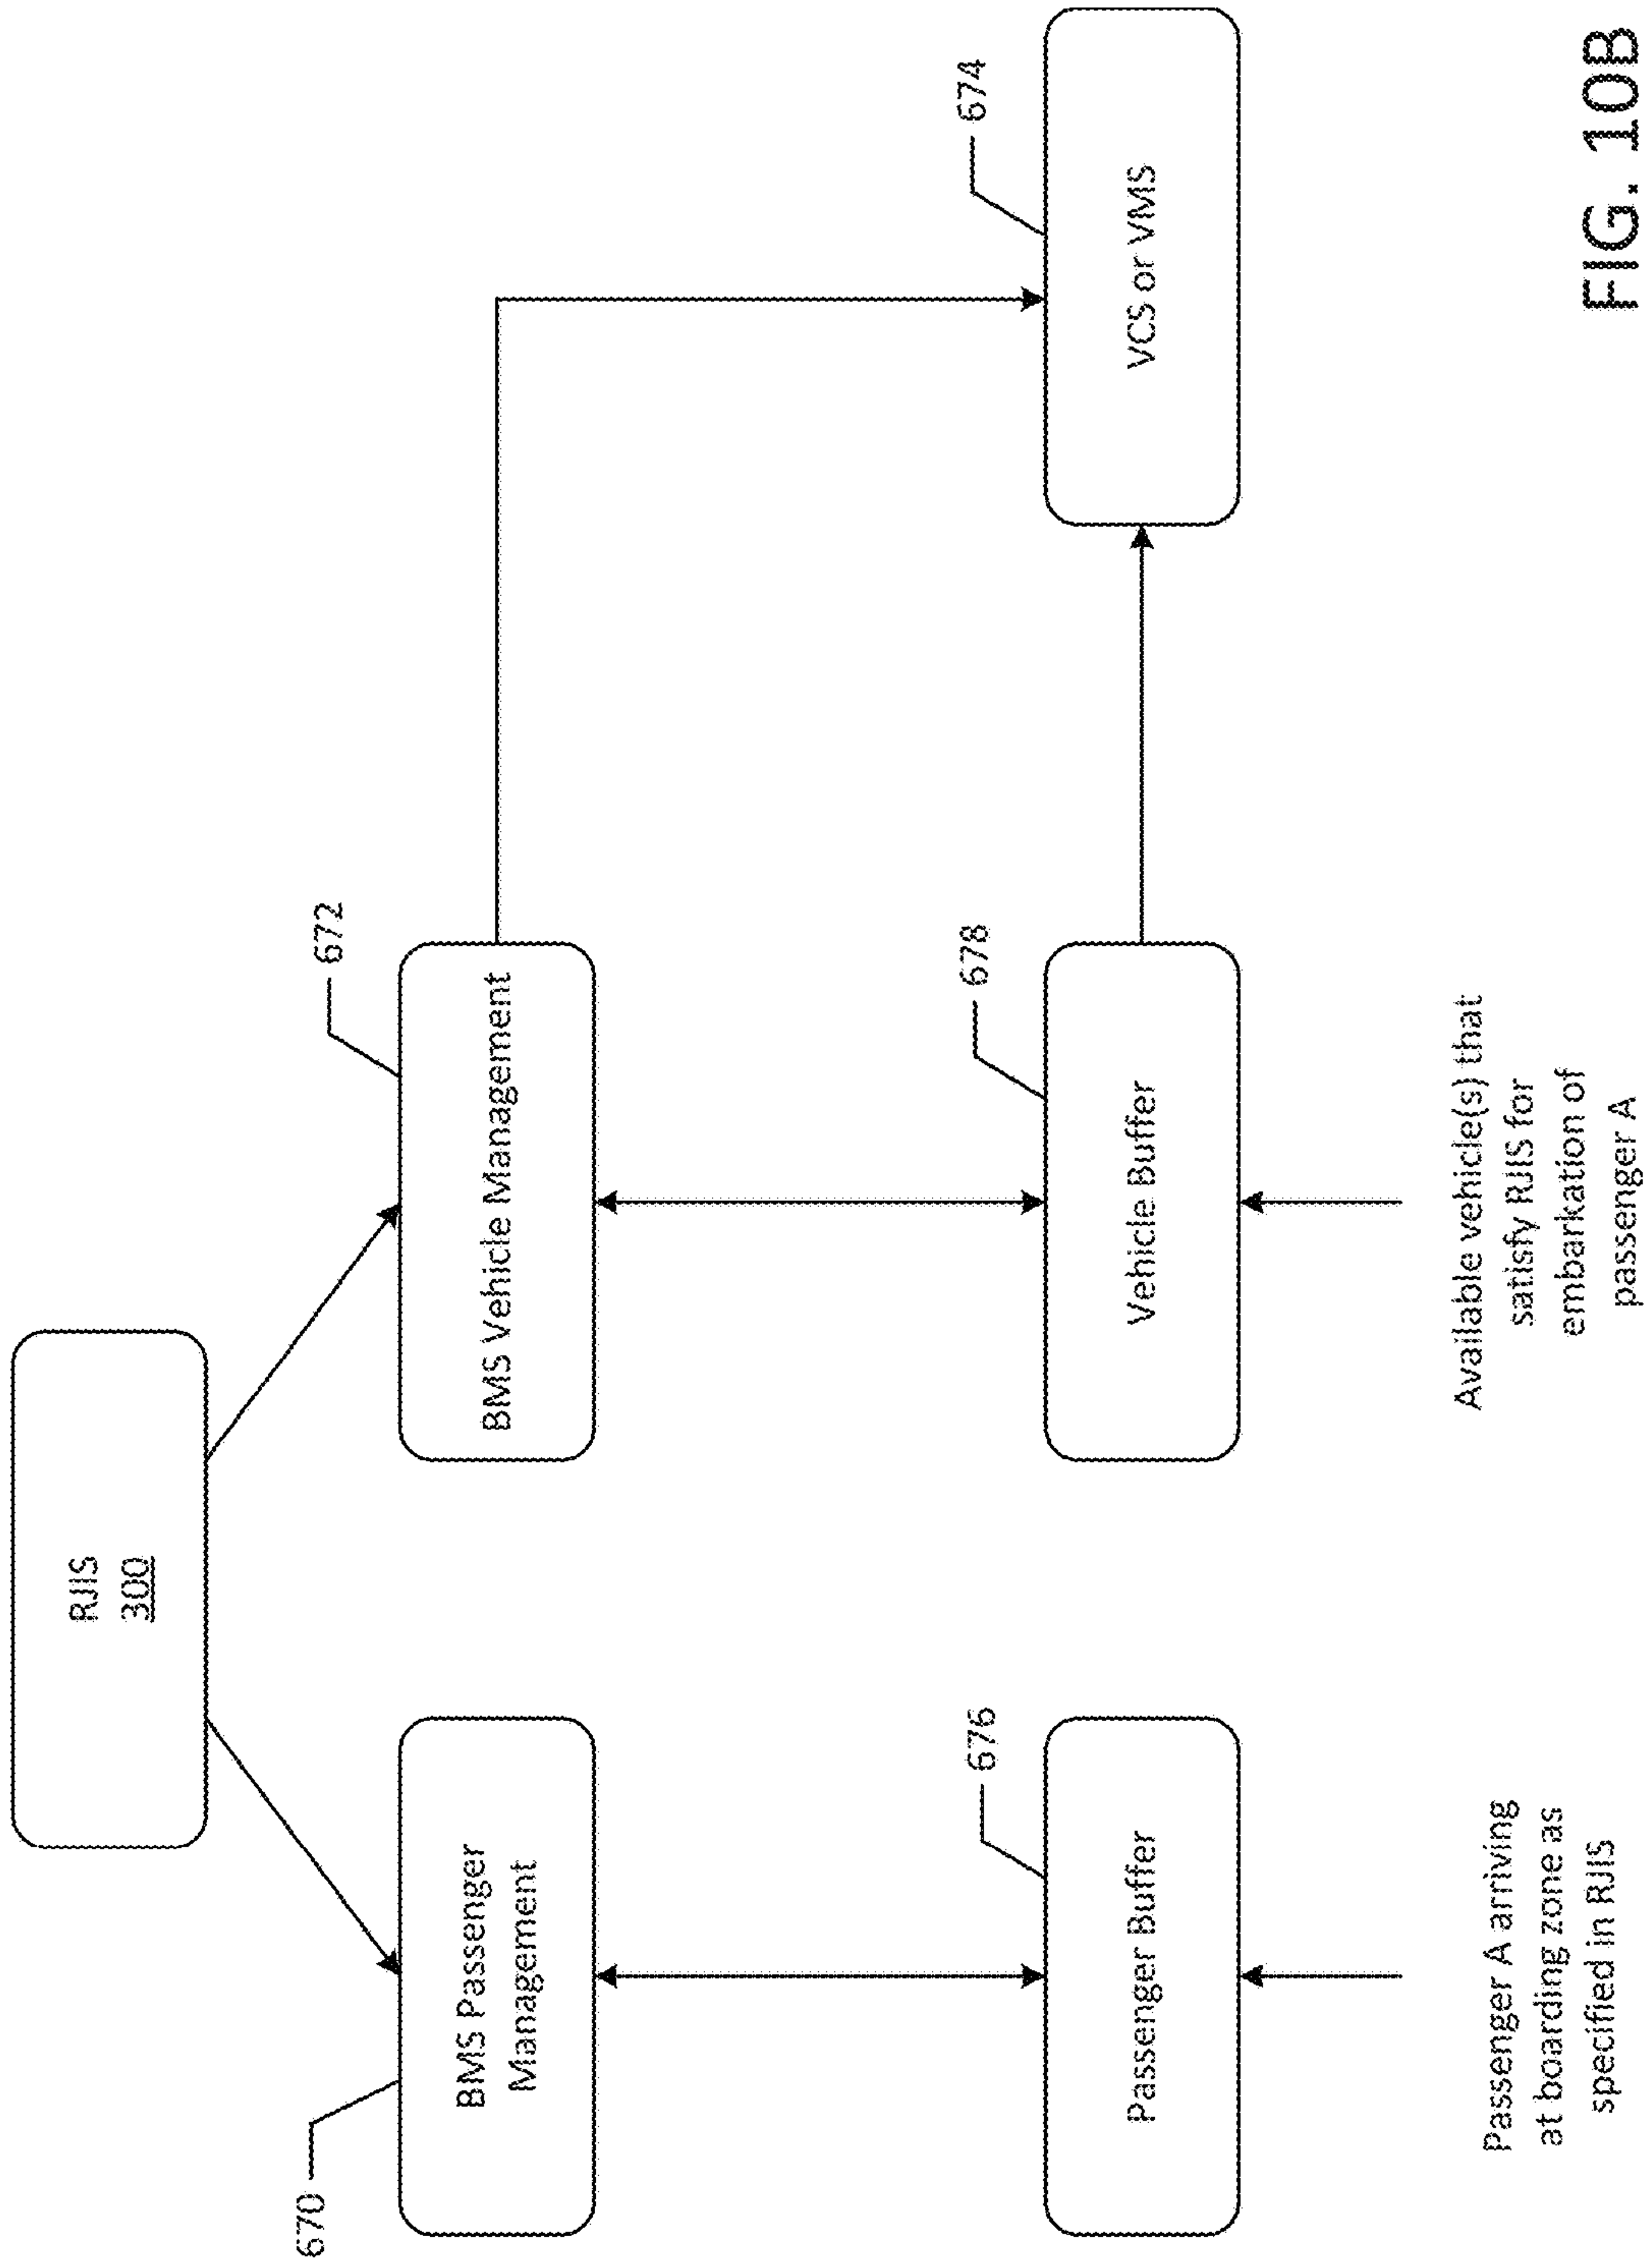 RJIS
300
670
BMS Passenger
Management
672
BMS Vehicle Management
676
Passenger Buffer
678
Vehicle Buffer
674
VCS or VMS
Passenger A arriving
at boarding zone as
specified in RJIS
Available vehicle(s) that
satisfy RJIS for
embarkation of
passenger A
FIG. 10B